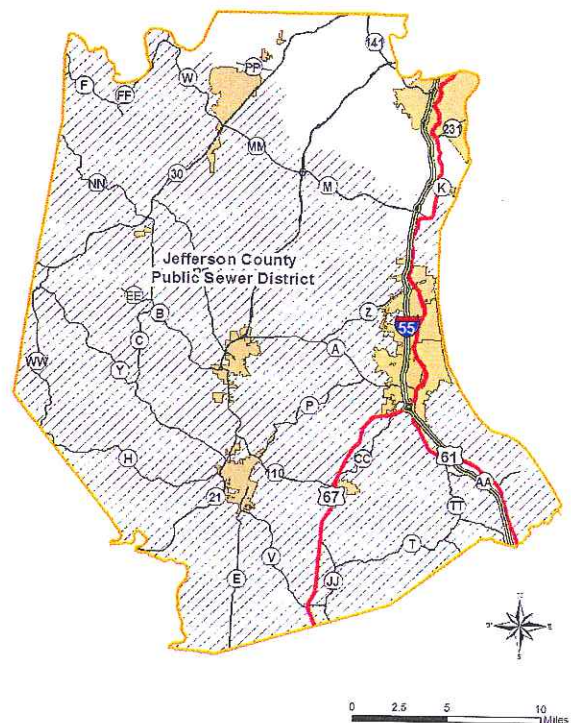 141
PP
F
FF
W
231
MM
30
NN
M
K
Jefferson County
Public Sewer District
EE
B
Z
55
C
A
Y
WW
P
H
110
CC
61
67
AA
21
TT
V
T
E
JJ
N
E
S
0 2.5 5 10
Miles